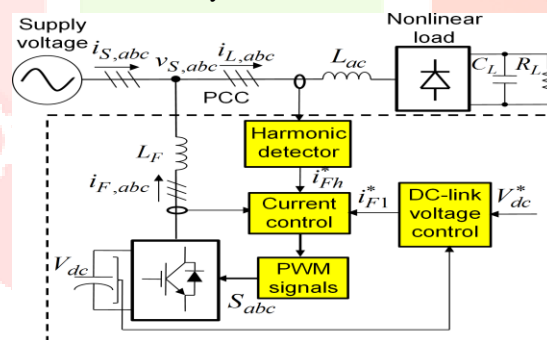 Supply voltage
Nonlinear load
i_{S,abc}
v_{S,abc}
i_{L,abc}
L_{ac}
C_L
R_L
PCC
L_F
Harmonic detector
i^*_{Fh}
i_{F,abc}
Current control
i^*_{F1}
DC-link voltage control
V^*_{dc}
V_{dc}
PWM signals
S_{abc}